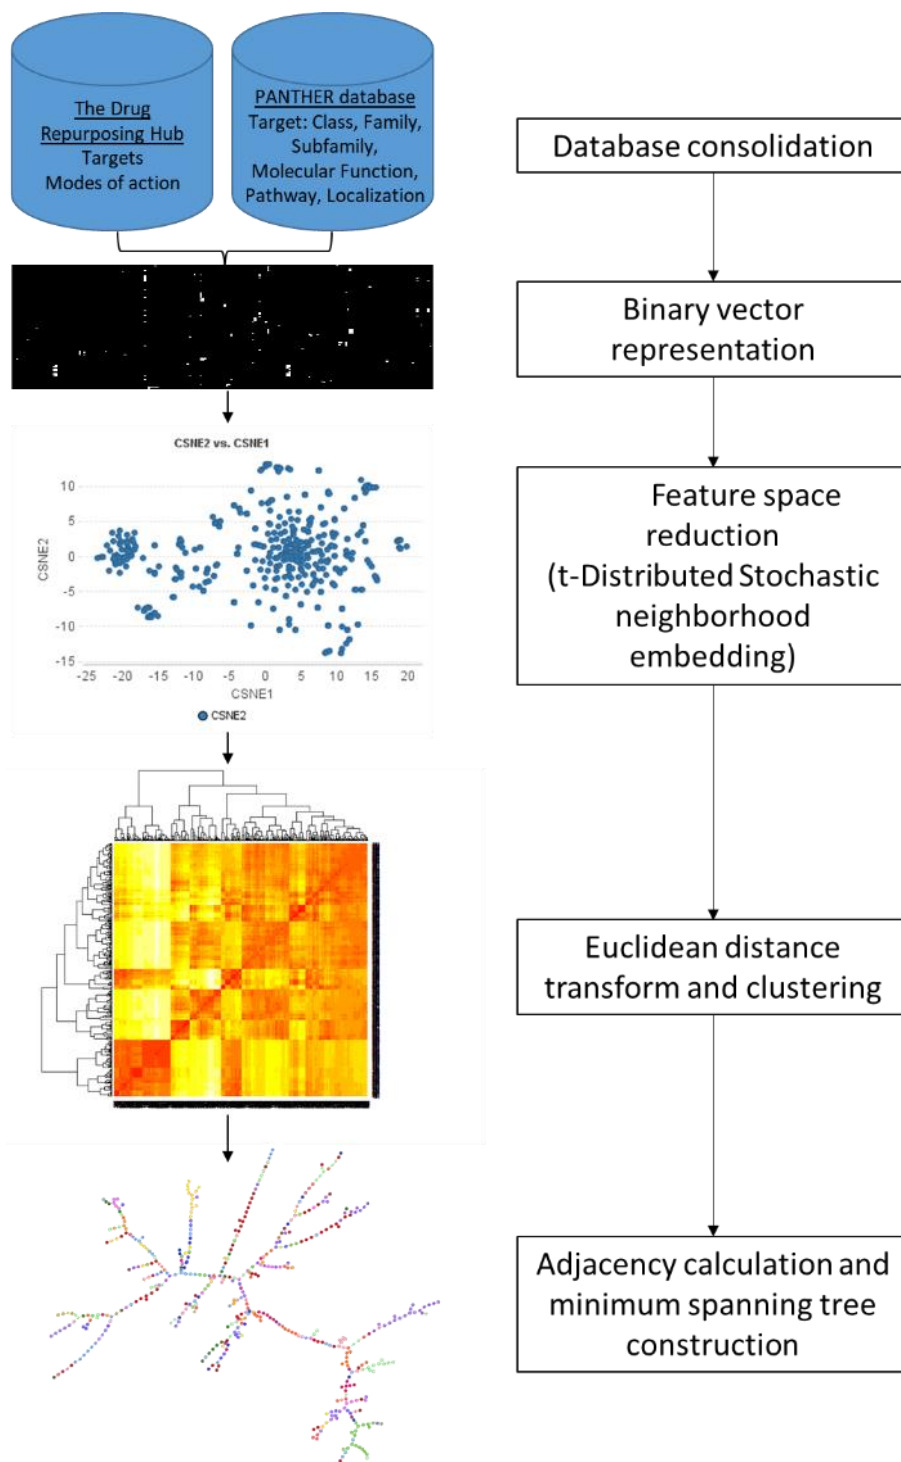 The Drug
Repurposing Hub
Targets
Modes of action
PANTHER database
Target: Class, Family,
Subfamily,
Molecular Function,
Pathway, Localization
Database consolidation
Binary vector
representation
CSNE2 vs. CSNE1
10
5
0
-5
-10
-15
CSNE2
-25 -20 -15 -10 -5 0 5 10 15 20
CSNE1
CSNE2
Feature space
reduction
(t-Distributed Stochastic
neighborhood
embedding)
Euclidean distance
transform and clustering
Adjacency calculation and
minimum spanning tree
construction